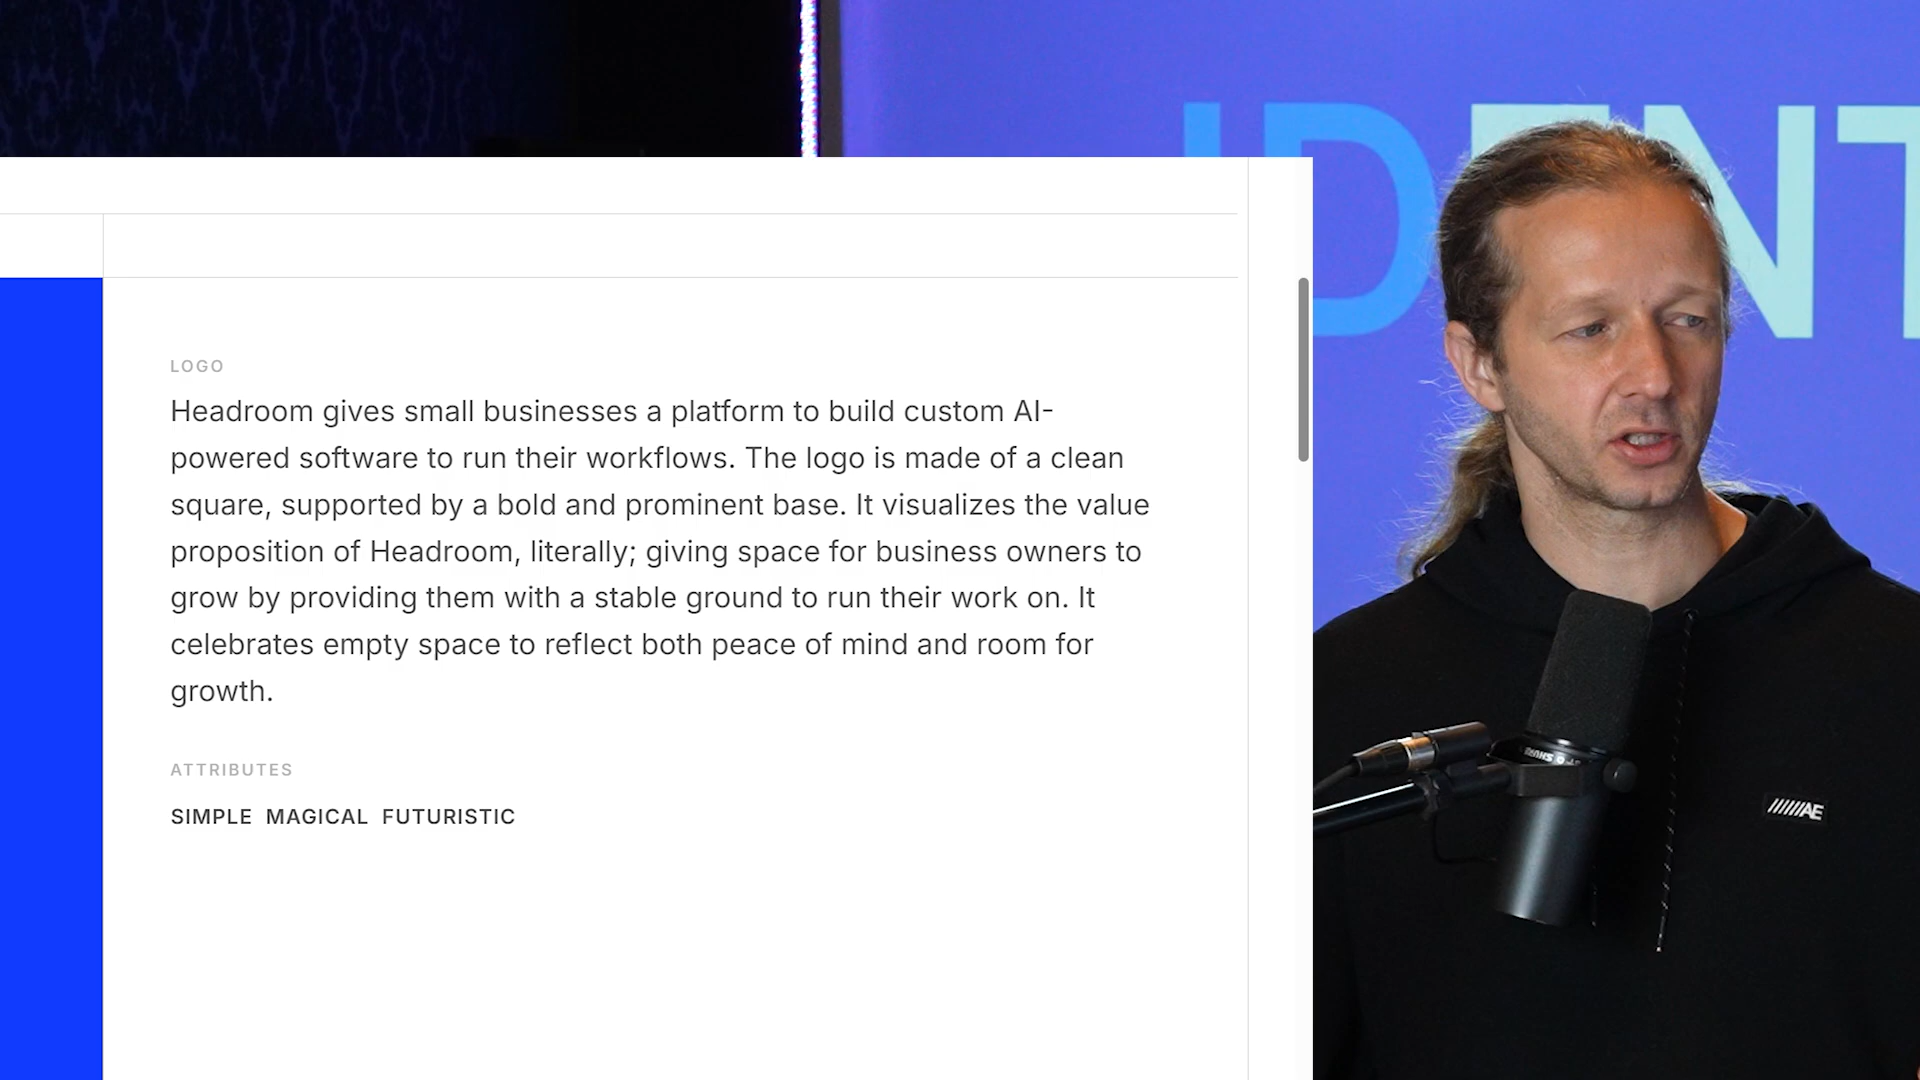 IDENT
LOGO
Headroom gives small businesses a platform to build custom AI-
powered software to run their workflows. The logo is made of a clean
square, supported by a bold and prominent base. It visualizes the value
proposition of Headroom, literally; giving space for business owners to
grow by providing them with a stable ground to run their work on. It
celebrates empty space to reflect both peace of mind and room for
growth.
ATTRIBUTES
SIMPLE MAGICAL FUTURISTIC
SHURE
AE